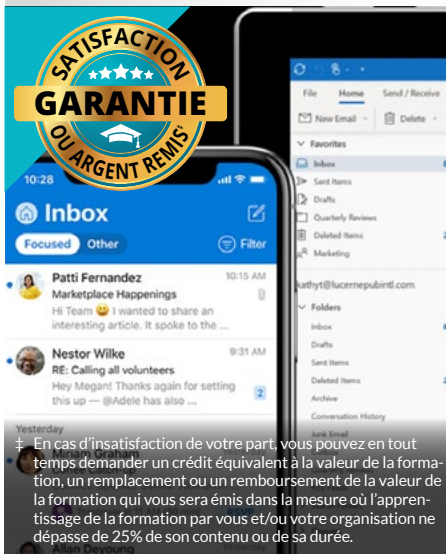 SATISFACTION
GARANTIE
OU ARGENT REMIS
10:28
Inbox
Focused Other
Filter
Patti Fernandez 10:15 AM
Marketplace Happenings
Hi Team 😀 I wanted to share an
interesting article. It spoke to the ...
Nestor Wilke 9:31 AM
RE: Calling all volunteers
Hey Megan! Thanks again for setting
this up — @Adele has also ...
2
Yesterday
Miriam Graham Yesterday
Coffee Catch-up
RSVP
Allan Deyoung
File Home Send / Receive
New Email Delete
Favorites
Inbox
Sent Items
Drafts
Quarterly Reviews
Deleted Items
Marketing
kathyt@lucernepubintl.com
Folders
Inbox
Drafts
Sent Items
Deleted Items
Archive
Conversation History
Junk Email
‡ En cas d'insatisfaction de votre part, vous pouvez en tout
temps demander un crédit équivalent à la valeur de la forma-
tion, un remplacement ou un remboursement de la valeur de
la formation qui vous sera émis dans la mesure où l'appren-
tissage de la formation par vous et/ou votre organisation ne
dépasse de 25% de son contenu ou de sa durée.